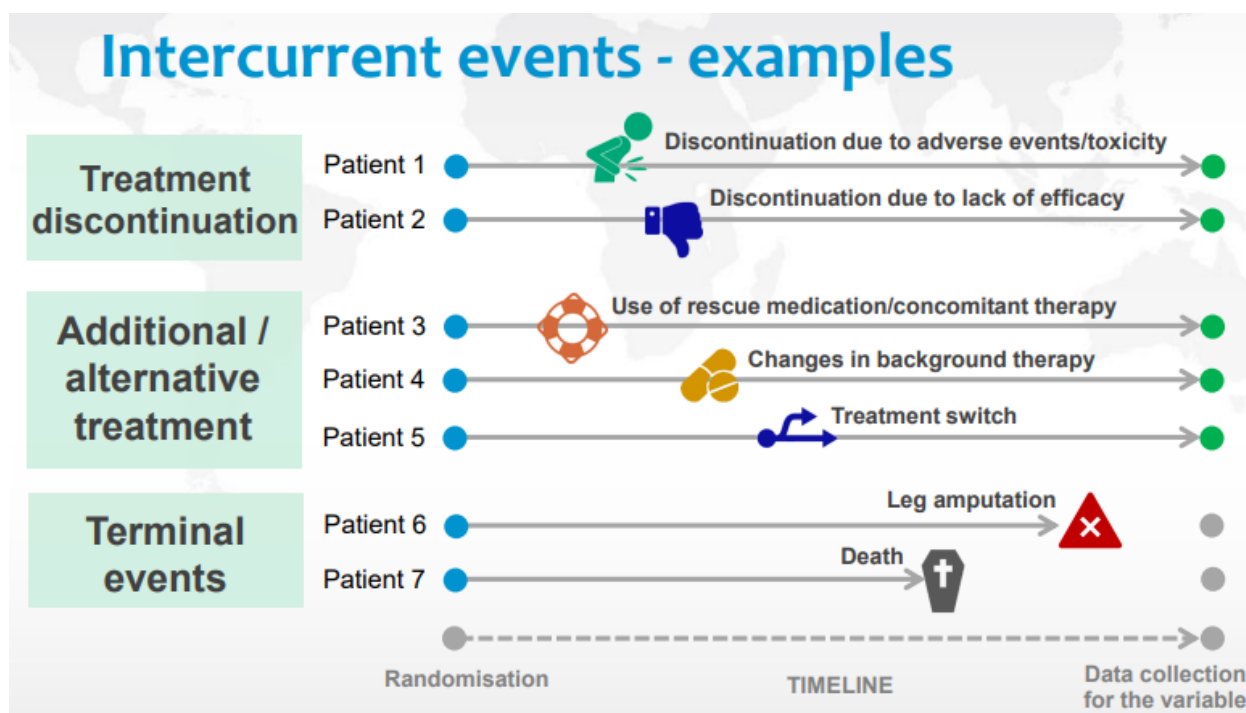 Intercurrent events - examples
Treatment
discontinuation
Patient 1
Discontinuation due to adverse events/toxicity
Patient 2
Discontinuation due to lack of efficacy
Additional /
alternative
treatment
Patient 3
Use of rescue medication/concomitant therapy
Patient 4
Changes in background therapy
Patient 5
Treatment switch
Terminal
events
Patient 6
Leg amputation
Patient 7
Death
Randomisation
TIMELINE
Data collection
for the variable